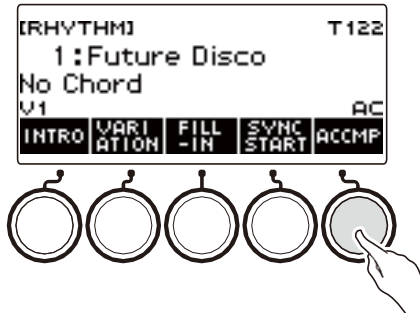 [RHYTHM] T122
1:Future Disco
No Chord
V1 AC
INTRO VARI ATION FILL -IN SYNC START ACCMP